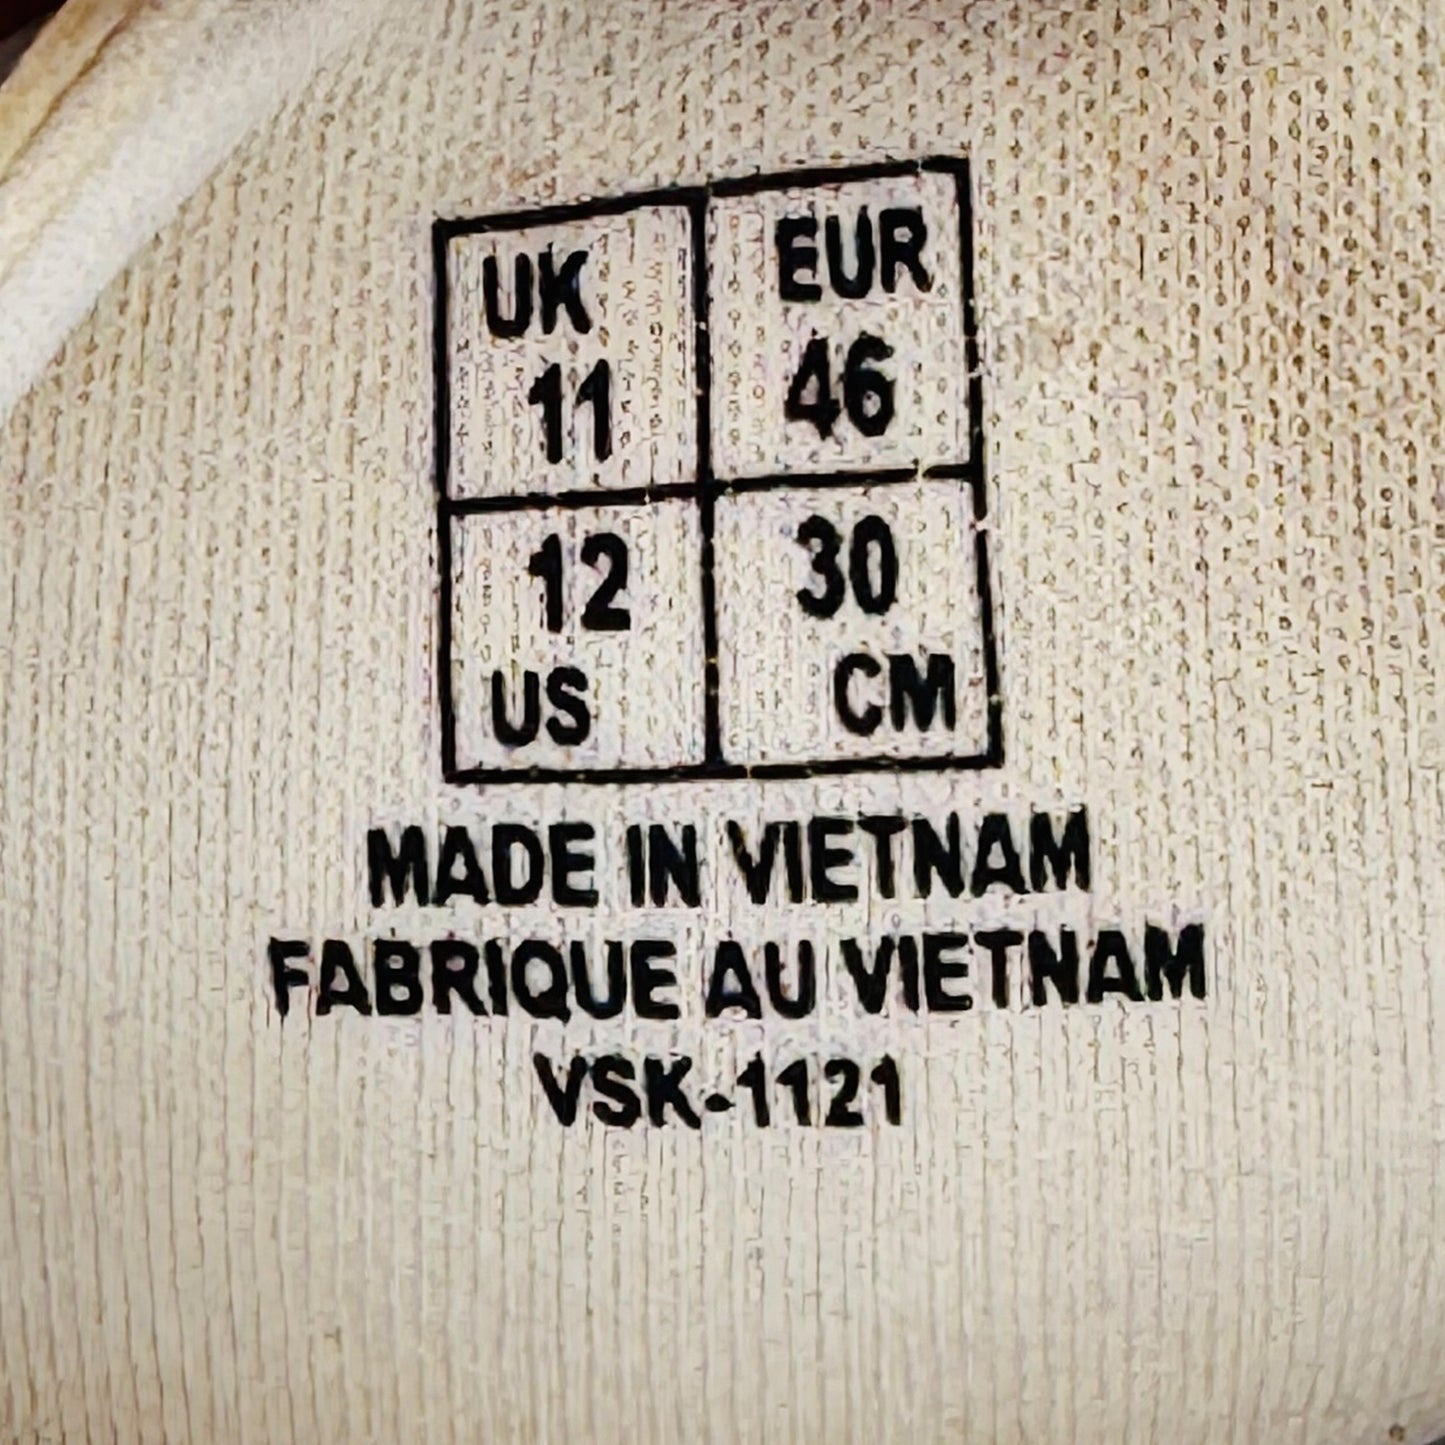 UK EUR
11 46
12 30
US CM
MADE IN VIETNAM
FABRIQUE AU VIETNAM
VSK-1121